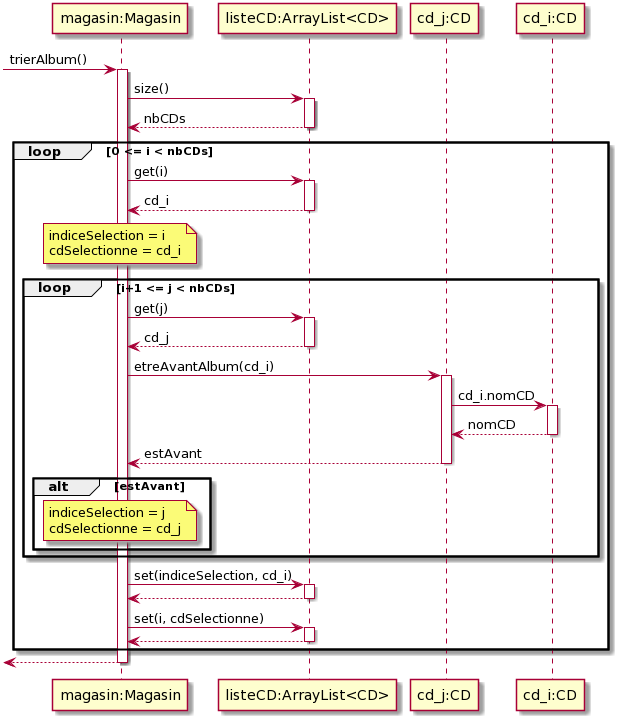 magasin:Magasin
listeCD:ArrayList<CD>
cd_j:CD
cd_i:CD
trierAlbum()
size()
nbCDs
loop
[0 <= i < nbCDs]
get(i)
cd_i
indiceSelection = i
cdSelectionne = cd_i
loop
[i+1 <= j < nbCDs]
get(j)
cd_j
etreAvantAlbum(cd_i)
cd_i.nomCD
nomCD
estAvant
alt
[estAvant]
indiceSelection = j
cdSelectionne = cd_j
set(indiceSelection, cd_i)
set(i, cdSelectionne)
magasin:Magasin
listeCD:ArrayList<CD>
cd_j:CD
cd_i:CD